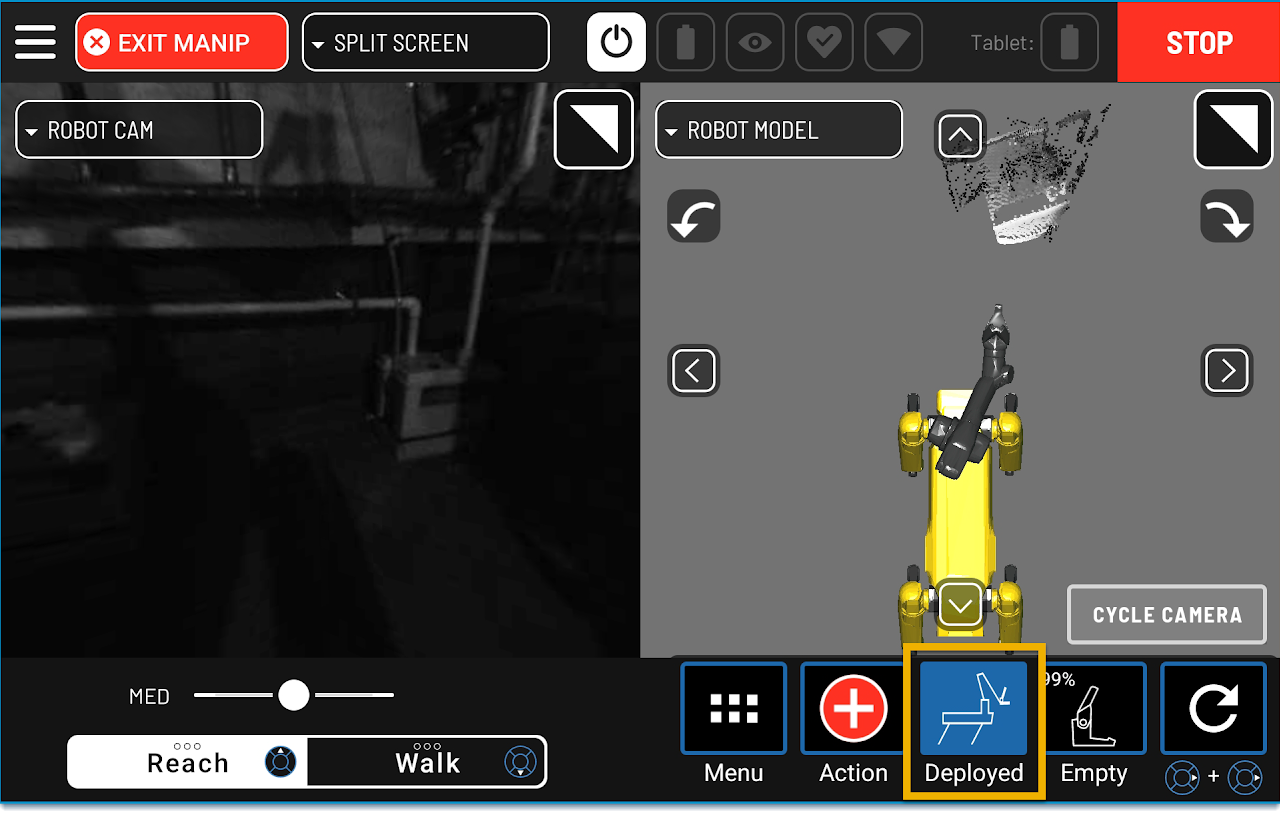 EXIT MANIP
SPLIT SCREEN
Tablet:
STOP
ROBOT CAM
ROBOT MODEL
CYCLE CAMERA
MED
Reach
Walk
99%
Menu
Action
Deployed
Empty
+